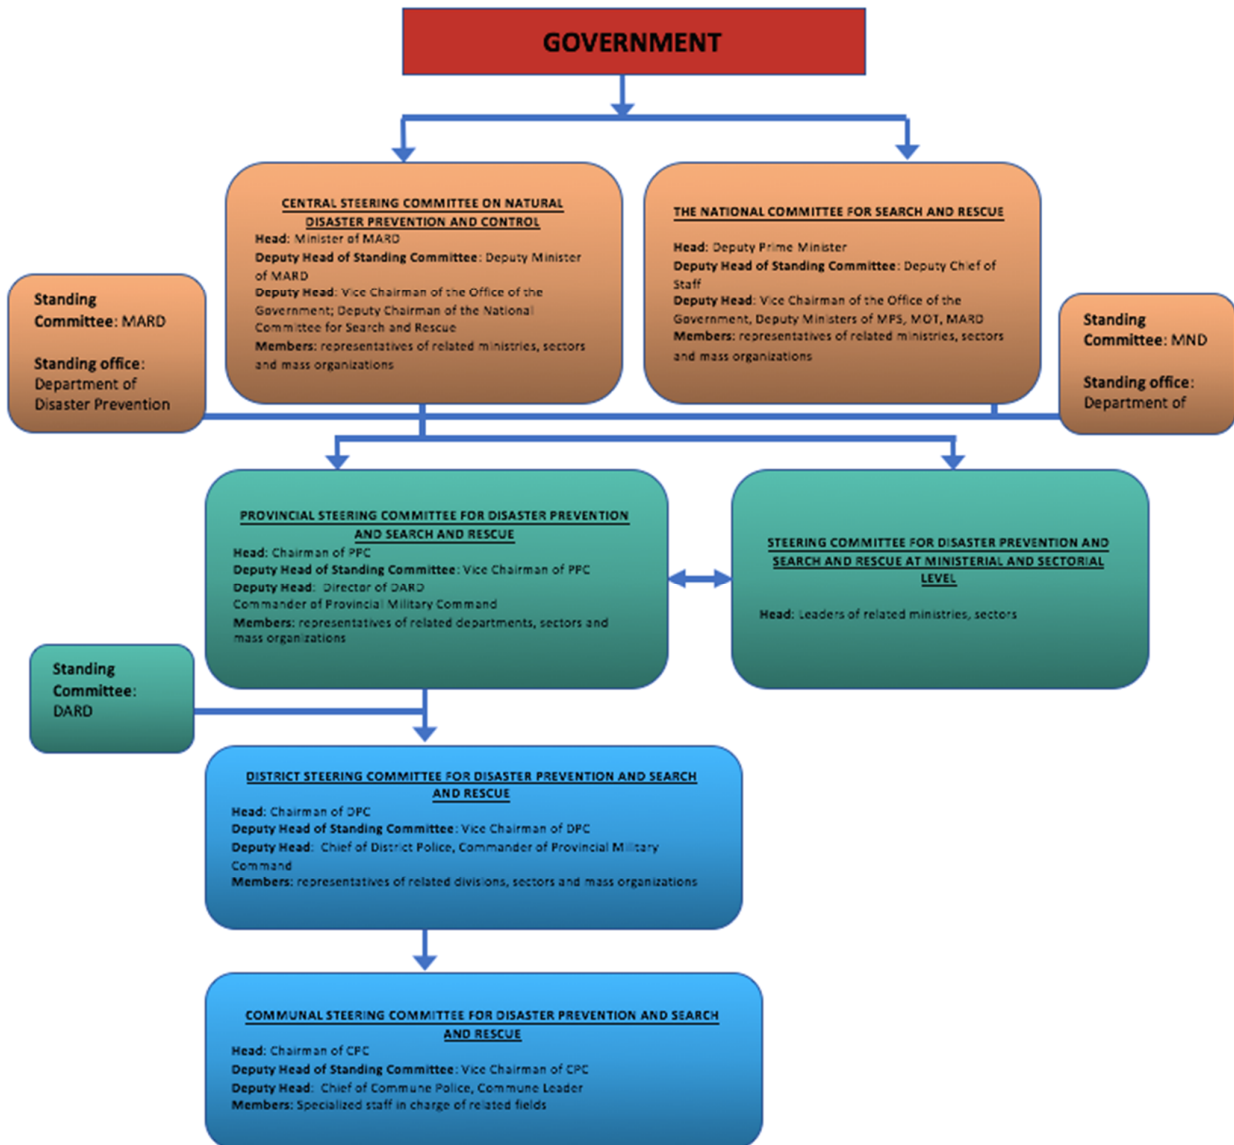 GOVERNMENT
CENTRAL STEERING COMMITTEE ON NATURAL
DISASTER PREVENTION AND CONTROL
Head: Minister of MARD
Deputy Head of Standing Committee: Deputy Minister
of MARD
Deputy Head: Vice Chairman of the Office of the
Government; Deputy Chairman of the National
Committee for Search and Rescue
Members: representatives of related ministries, sectors
and mass organizations
THE NATIONAL COMMITTEE FOR SEARCH AND RESCUE
Head: Deputy Prime Minister
Deputy Head of Standing Committee: Deputy Chief of
Staff
Deputy Head: Vice Chairman of the Office of the
Government, Deputy Ministers of MPS, MOT, MARD
Members: representatives of related ministries, sectors
and mass organizations
Standing
Committee: MARD
Standing office:
Department of
Disaster Prevention
Standing
Committee: MND
Standing office:
Department of
PROVINCIAL STEERING COMMITTEE FOR DISASTER PREVENTION
AND SEARCH AND RESCUE
Head: Chairman of PPC
Deputy Head of Standing Committee: Vice Chairman of PPC
Deputy Head: Director of DARD
Commander of Provincial Military Command
Members: representatives of related departments, sectors and
mass organizations
STEERING COMMITTEE FOR DISASTER PREVENTION AND
SEARCH AND RESCUE AT MINISTERIAL AND SECTORIAL
LEVEL
Head: Leaders of related ministries, sectors
Standing
Committee:
DARD
DISTRICT STEERING COMMITTEE FOR DISASTER PREVENTION AND SEARCH
AND RESCUE
Head: Chairman of DPC
Deputy Head of Standing Committee: Vice Chairman of DPC
Deputy Head: Chief of District Police, Commander of Provincial Military
Command
Members: representatives of related divisions, sectors and mass organizations
COMMUNAL STEERING COMMITTEE FOR DISASTER PREVENTION AND SEARCH
AND RESCUE
Head: Chairman of CPC
Deputy Head of Standing Committee: Vice Chairman of CPC
Deputy Head: Chief of Commune Police, Commune Leader
Members: Specialized staff in charge of related fields